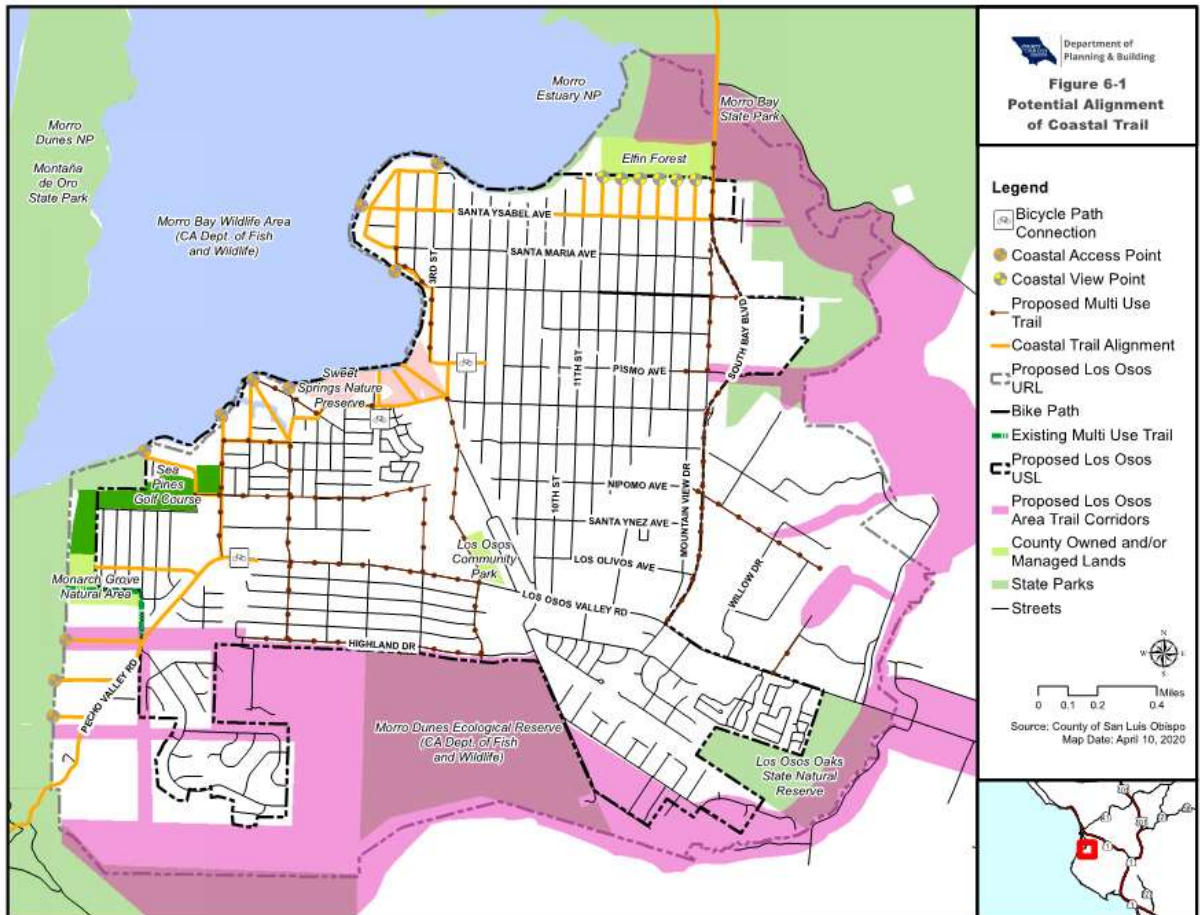 Department of
Planning & Building
Figure 6-1
Potential Alignment
of Coastal Trail
Legend
Bicycle Path
Connection
Coastal Access Point
Coastal View Point
Proposed Multi Use
Trail
Coastal Trail Alignment
Proposed Los Osos
URL
Bike Path
Existing Multi Use Trail
Proposed Los Osos
USL
Proposed Los Osos
Area Trail Corridors
County Owned and/or
Managed Lands
State Parks
Streets
N
W
E
S
Miles
0
0.1
0.2
0.4
Source: County of San Luis Obispo
Map Date: April 10, 2020
Morro
Estuary NP
Morro Bay
State Park
Morro
Dunes NP
Montaña
de Oro
State Park
Elfin Forest
Morro Bay Wildlife Area
(CA Dept. of Fish
and Wildlife)
SANTA YSABEL AVE
SANTA MARIA AVE
3RD ST
SOUTH BAY BLVD
11TH ST
PISMO AVE
Sweet
Springs Nature
Preserve
Sea
Pines
Golf Course
NIPOMO AVE
10TH ST
SANTA YNEZ AVE
MOUNTAIN VIEW DR
LOS OLIVOS AVE
Los Osos
Community
Park
WILLOW DR
Monarch Grove
Natural Area
LOS OSOS VALLEY RD
HIGHLAND DR
PECHO VALLEY RD
Morro Dunes Ecological Reserve
(CA Dept. of Fish
and Wildlife)
Los Osos Oaks
State Natural
Reserve